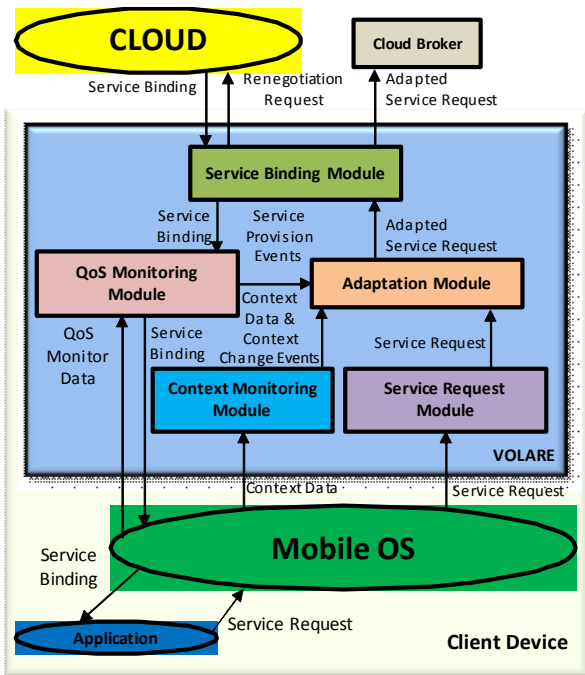 CLOUD
Cloud Broker
Service Binding
Renegotiation
Request
Adapted
Service Request
Service Binding Module
Service
Binding
Service
Provision
Events
Adapted
Service Request
QoS Monitoring
Module
Adaptation Module
QoS
Monitor
Data
Service
Binding
Context
Data &
Context
Change Events
Service Request
Context Monitoring
Module
Service Request
Module
VOLARE
Context Data
Service Request
Mobile OS
Service
Binding
Application
Service Request
Client Device